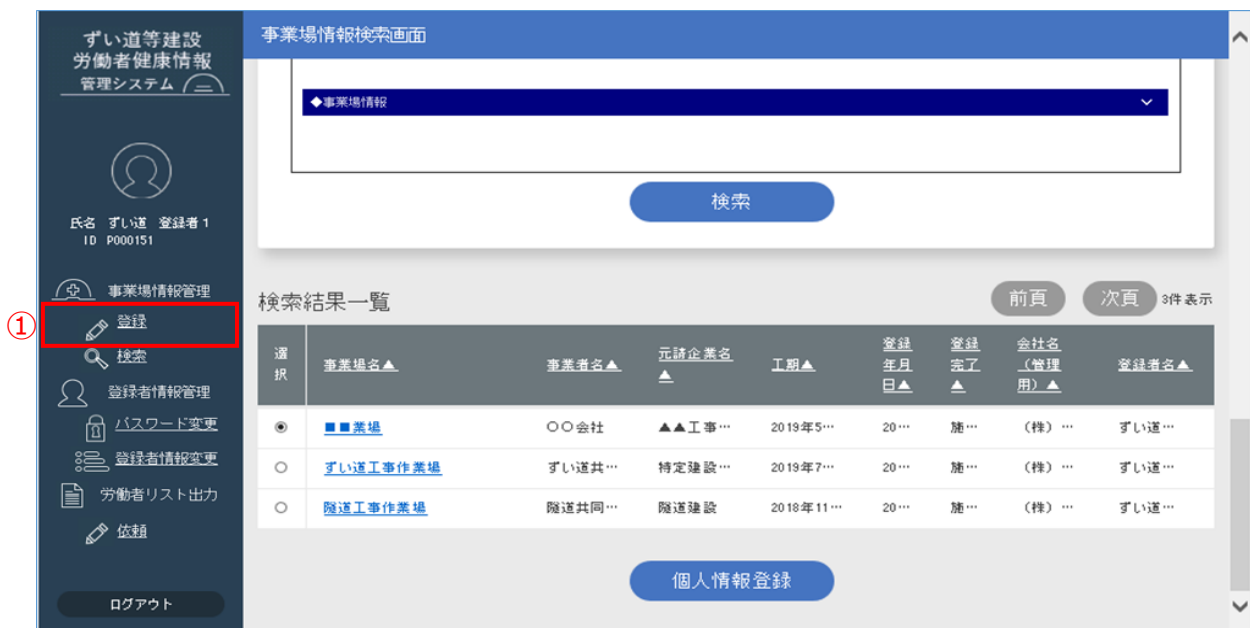 ずい道等建設
労働者健康情報
管理システム
氏名 ずい道 登録者1
ID P000151
事業場情報管理
①
登録
検索
登録者情報管理
パスワード変更
登録者情報変更
労働者リスト出力
依頼
ログアウト
事業場情報検索画面
◆事業場情報
検索
検索結果一覧
前頁 次頁 3件表示
選択 事業場名▲ 事業者名▲ 元請企業名▲ 工期▲ 登録年月日▲ 登録完了▲ 会社名(管理用)▲ 登録者名▲
■■業場 〇〇会社 ▲▲工事… 2019年5… 20… 施… (株)… ずい道…
ずい道工事作業場 ずい道共… 特定建設… 2019年7… 20… 施… (株)… ずい道…
隧道工事作業場 隧道共同… 隧道建設 2018年11… 20… 施… (株)… ずい道…
個人情報登録